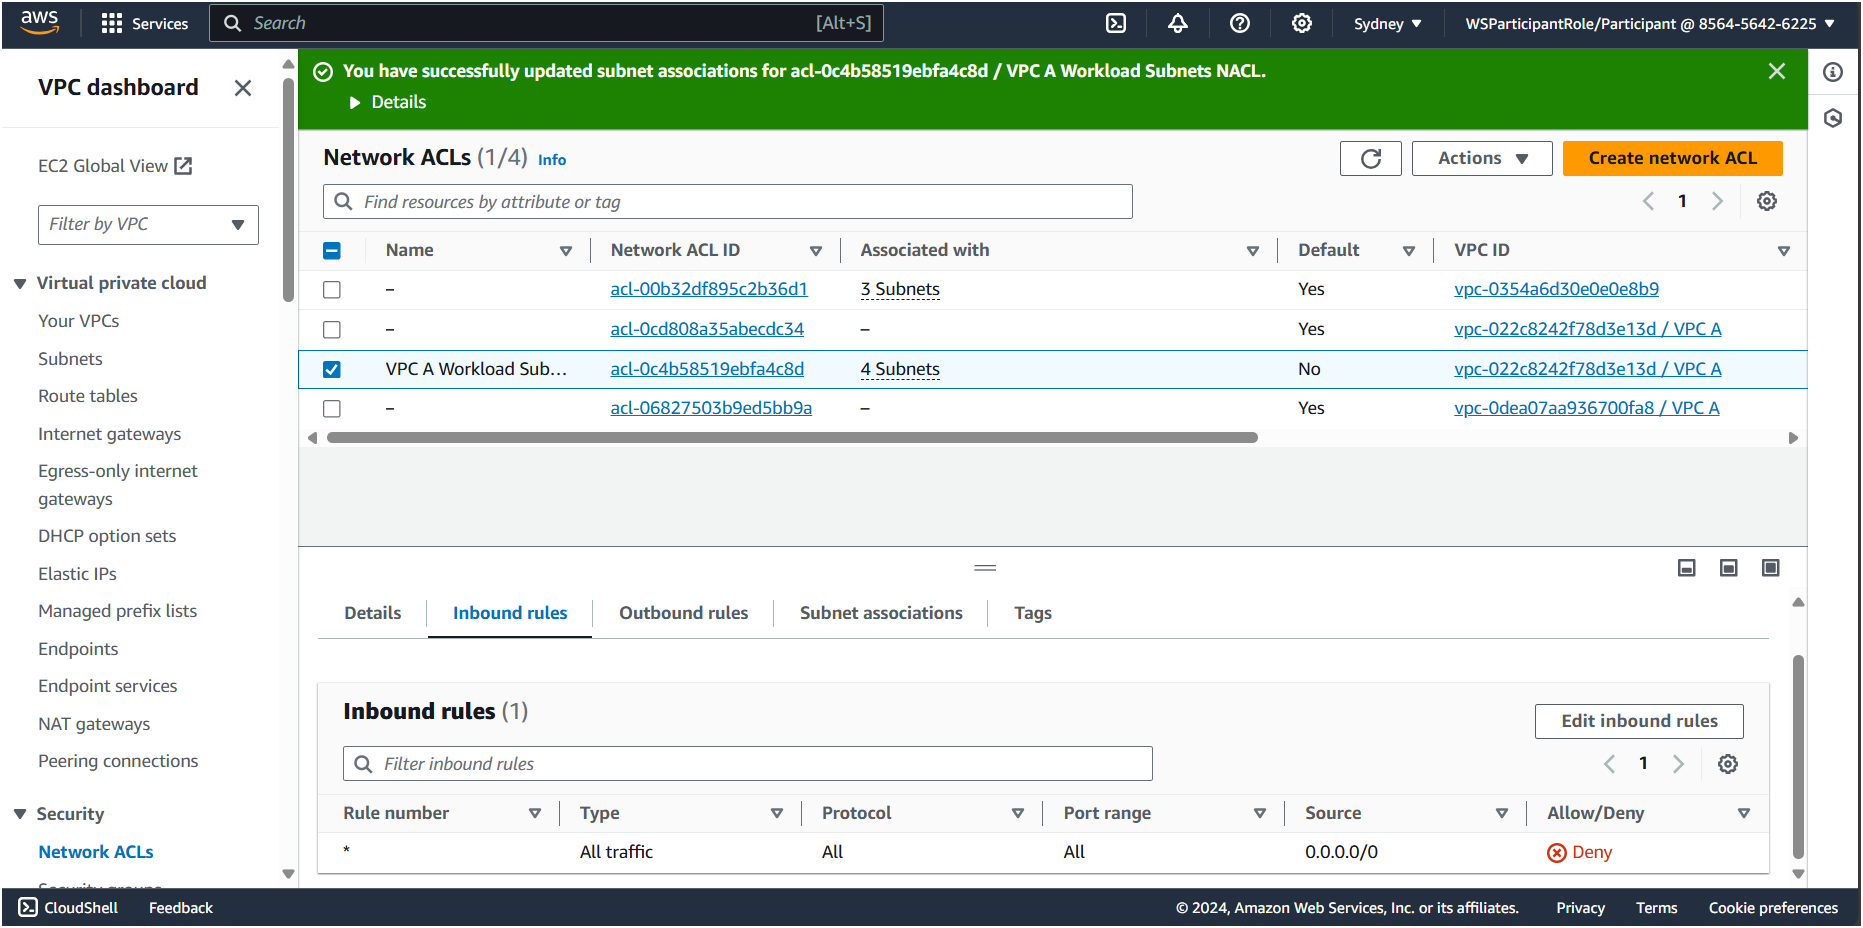 aws
Services
Search [Alt+S]
Sydney
WSParticipantRole/Participant @ 8564-5642-6225
VPC dashboard
EC2 Global View
Filter by VPC
Virtual private cloud
Your VPCs
Subnets
Route tables
Internet gateways
Egress-only internet
gateways
DHCP option sets
Elastic IPs
Managed prefix lists
Endpoints
Endpoint services
NAT gateways
Peering connections
Security
Network ACLs
Security groups
You have successfully updated subnet associations for acl-0c4b58519ebfa4c8d / VPC A Workload Subnets NACL.
Details
Network ACLs (1/4) Info
Actions
Create network ACL
Find resources by attribute or tag
1
Name Network ACL ID Associated with Default VPC ID
– acl-00b32df895c2b36d1 3 Subnets Yes vpc-0354a6d30e0e0e8b9
– acl-0cd808a35abecdc34 – Yes vpc-022c8242f78d3e13d / VPC A
VPC A Workload Sub... acl-0c4b58519ebfa4c8d 4 Subnets No vpc-022c8242f78d3e13d / VPC A
– acl-06827503b9ed5bb9a – Yes vpc-0dea07aa936700fa8 / VPC A
Details Inbound rules Outbound rules Subnet associations Tags
Inbound rules (1)
Edit inbound rules
Filter inbound rules
1
Rule number Type Protocol Port range Source Allow/Deny
* All traffic All All 0.0.0.0/0 Deny
CloudShell Feedback © 2024, Amazon Web Services, Inc. or its affiliates. Privacy Terms Cookie preferences